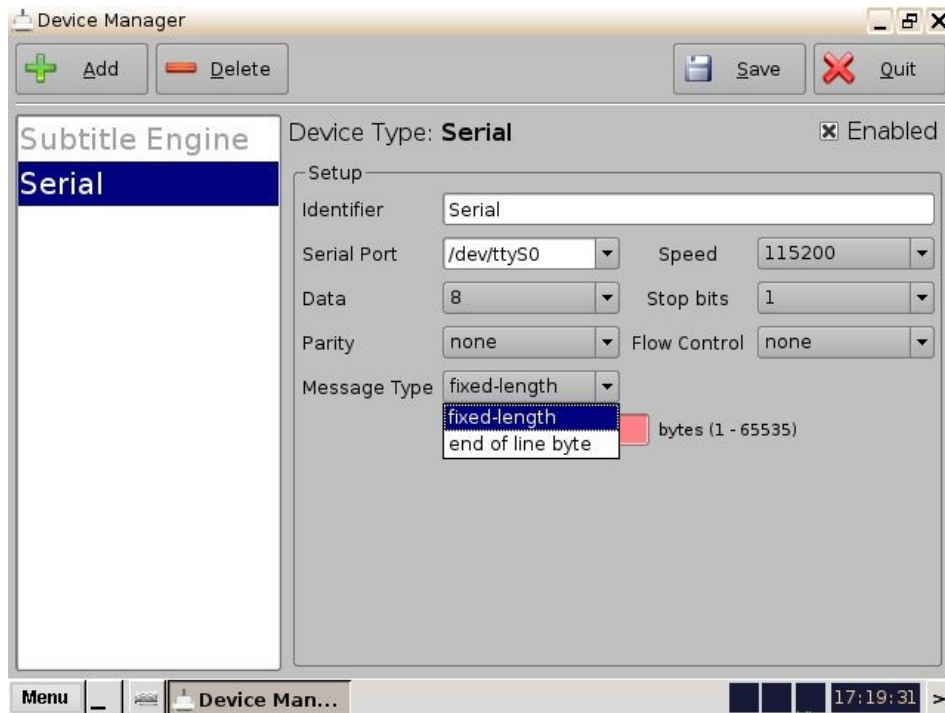 Device Manager
Add Delete Save Quit
Subtitle Engine
Serial
Device Type: Serial Enabled
Setup
Identifier Serial
Serial Port /dev/ttyS0 Speed 115200
Data 8 Stop bits 1
Parity none Flow Control none
Message Type fixed-length
fixed-length
end of line byte
bytes (1 - 65535)
Menu _ Device Man... 17:19:31 >